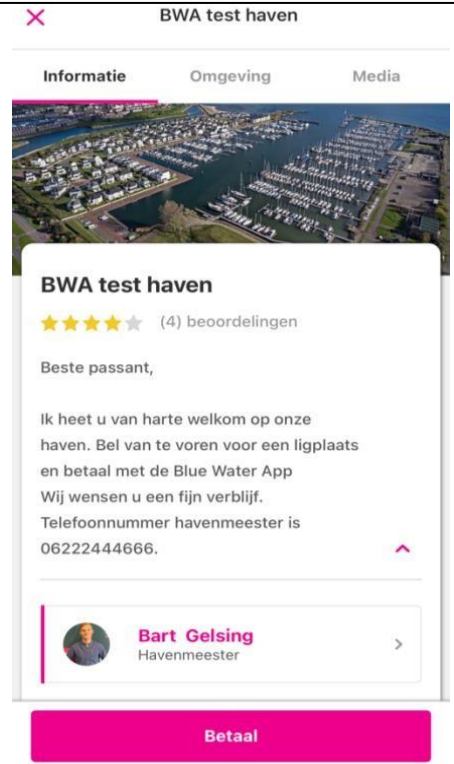 BWA test haven
Informatie Omgeving Media
BWA test haven
(4) beoordelingen
Beste passant,
Ik heet u van harte welkom op onze
haven. Bel van te voren voor een ligplaats
en betaal met de Blue Water App
Wij wensen u een fijn verblijf.
Telefoonnummer havenmeester is
06222444666.
Bart Gelsing
Havenmeester
Betaal